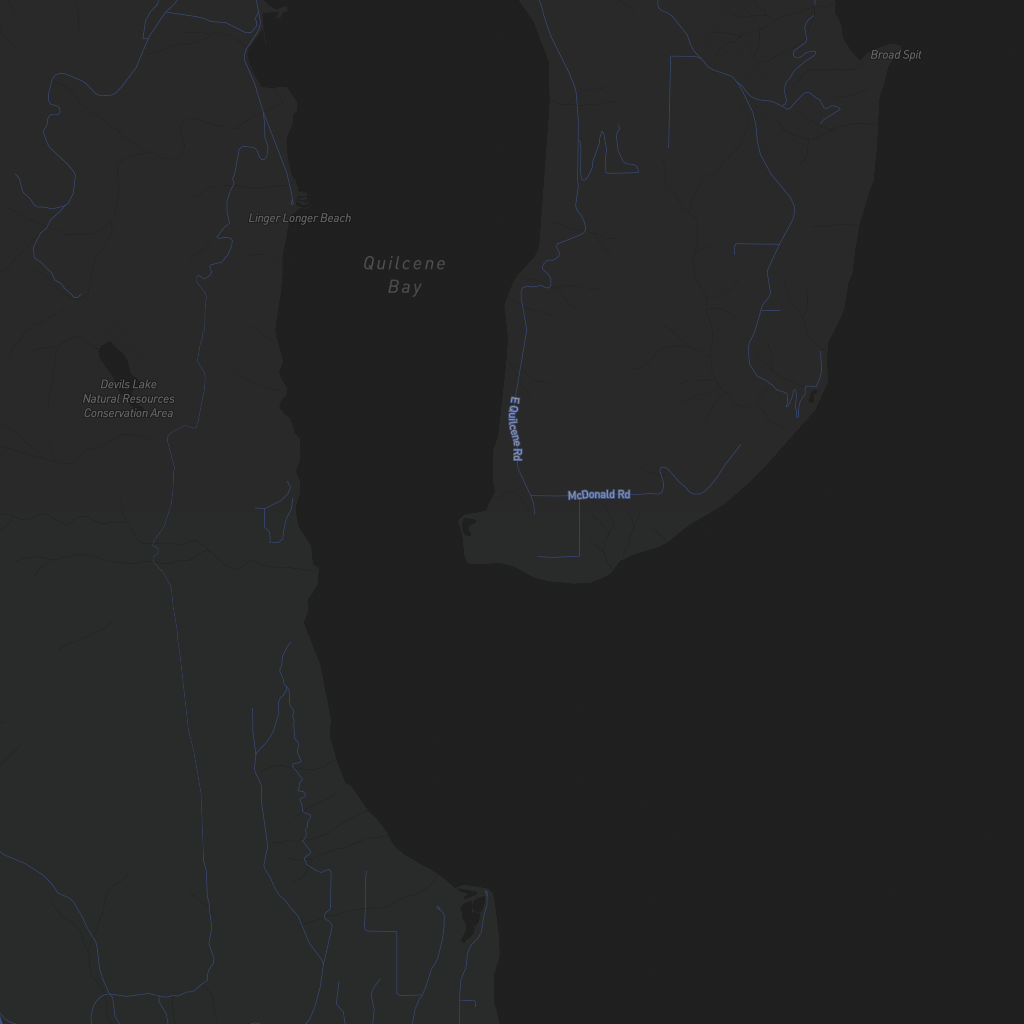 Broad Spit
Linger Longer Beach
Quilcene
Bay
Devils Lake
Natural Resources
Conservation Area
E Quilcene Rd
McDonald Rd